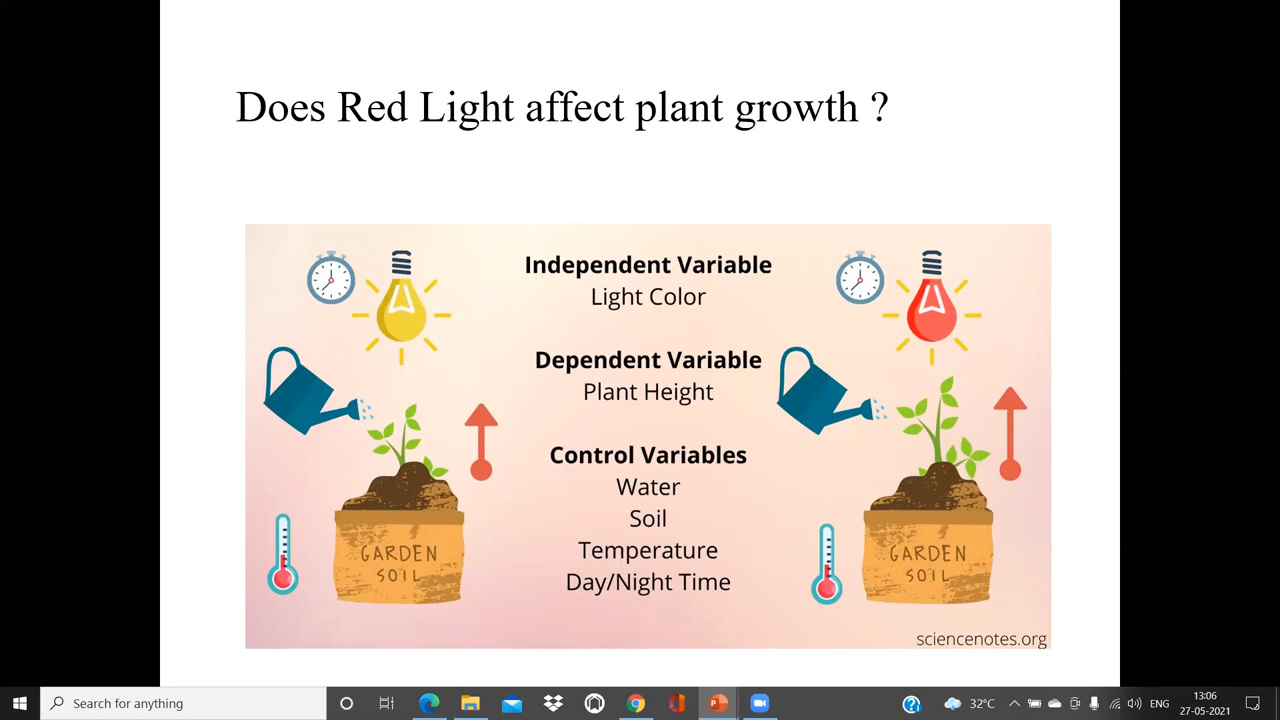 Does Red Light affect plant growth ?
Independent Variable
Light Color
Dependent Variable
Plant Height
Control Variables
Water
Soil
Temperature
Day/Night Time
GARDEN
SOIL
GARDEN
SOIL
sciencenotes.org
Search for anything
32°C
ENG
13:06
27-05-2021